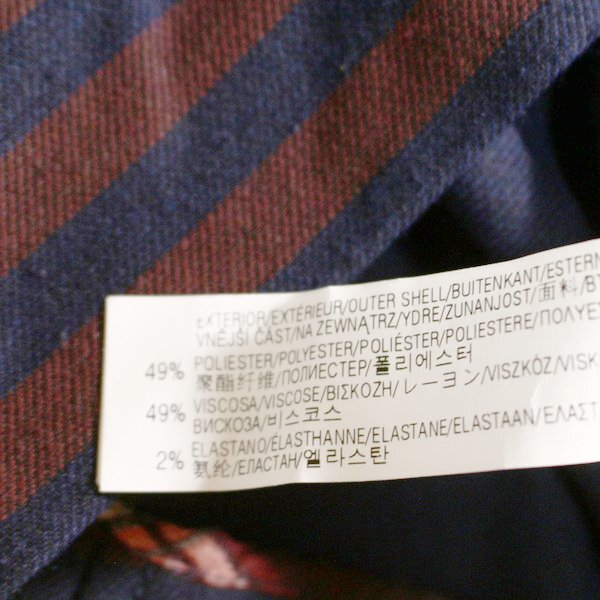 EXTERIOR/EXTÉRIEUR/OUTER SHELL/BUITENKANT/ESTERN
VNĚJŠÍ ČÁST/NA ZEWNĄTRZ/YDRE/ZUNANJOST/面料/
49% POLIESTER/POLYESTER/POLIÉSTER/POLIESTERE/ΠΟΛΥΕ
聚酯纤维/ПОЛИЕСТЕР/폴리에스터
49% VISCOSA/VISCOSE/ΒΙΣΚΟΖΗ/レーヨン/VISZKÓZ/VISK
ВИСКОЗА/비스코스
2% ELASTANO/ÉLASTHANNE/ELASTANE/ELASTAAN/ΕΛΑΣΤ
氨纶/ЕЛАСТАН/엘라스탄